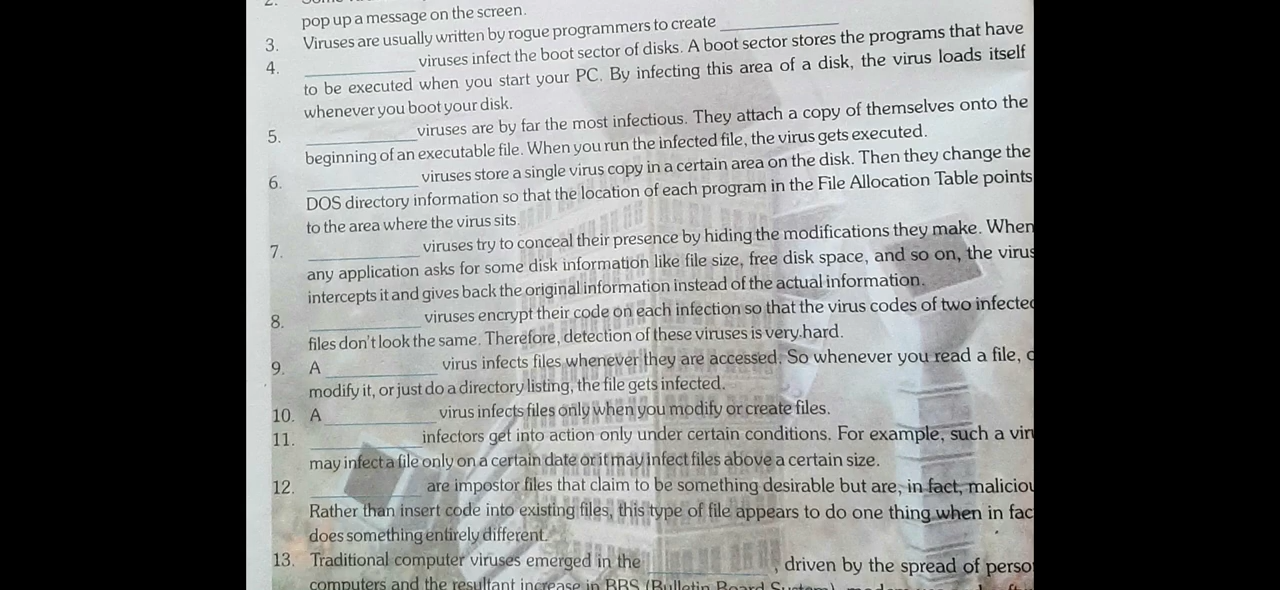 2.
pop up a message on the screen.
3. Viruses are usually written by rogue programmers to create ____________
4. ____________ viruses infect the boot sector of disks. A boot sector stores the programs that have
to be executed when you start your PC. By infecting this area of a disk, the virus loads itself
whenever you boot your disk.
5. ____________ viruses are by far the most infectious. They attach a copy of themselves onto the
beginning of an executable file. When you run the infected file, the virus gets executed.
6. ____________ viruses store a single virus copy in a certain area on the disk. Then they change the
DOS directory information so that the location of each program in the File Allocation Table points
to the area where the virus sits.
7. ____________ viruses try to conceal their presence by hiding the modifications they make. When
any application asks for some disk information like file size, free disk space, and so on, the virus
intercepts it and gives back the original information instead of the actual information.
8. ____________ viruses encrypt their code on each infection so that the virus codes of two infected
files don't look the same. Therefore, detection of these viruses is very hard.
9. A ____________ virus infects files whenever they are accessed. So whenever you read a file,
modify it, or just do a directory listing, the file gets infected.
10. A ____________ virus infects files only when you modify or create files.
11. ____________ infectors get into action only under certain conditions. For example, such a vir
may infect a file only on a certain date or it may infect files above a certain size.
12. ____________ are impostor files that claim to be something desirable but are, in fact, maliciou
Rather than insert code into existing files, this type of file appears to do one thing when in fac
does something entirely different.
13. Traditional computer viruses emerged in the ____________, driven by the spread of perso
computers and the resultant increase in BBS (Bulletin Board System),